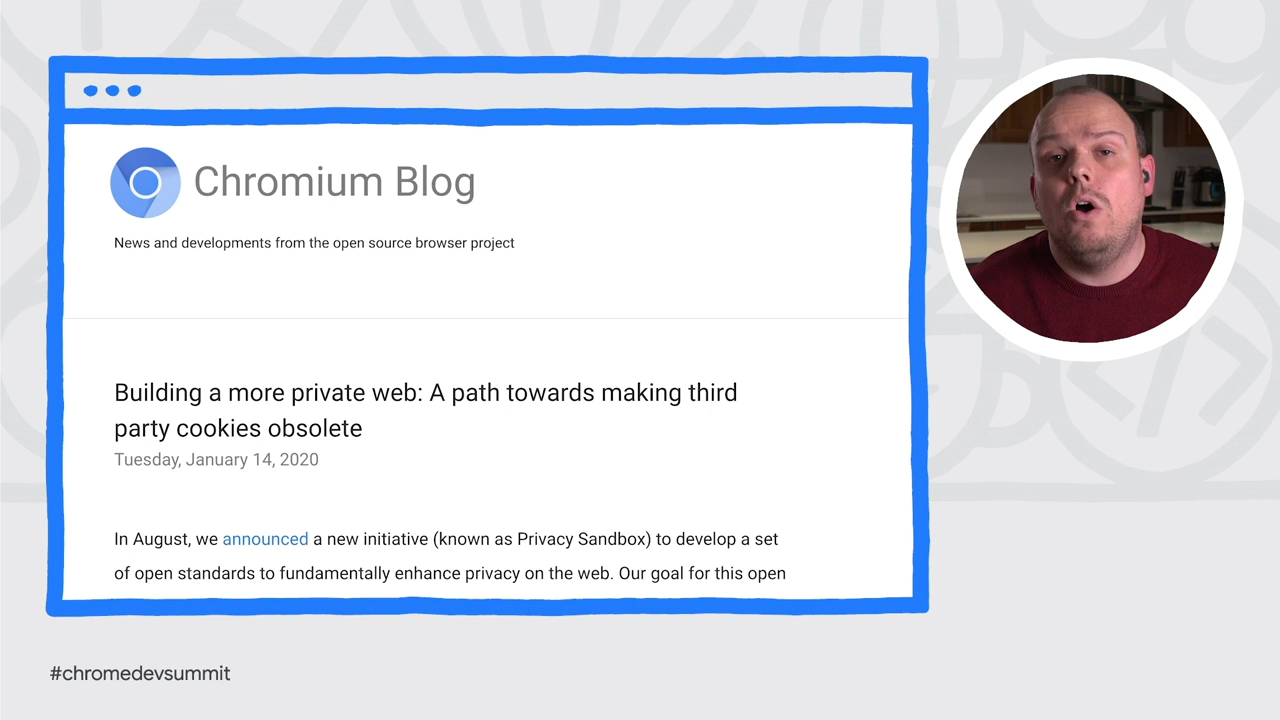 Chromium Blog
News and developments from the open source browser project
Building a more private web: A path towards making third
party cookies obsolete
Tuesday, January 14, 2020
In August, we announced a new initiative (known as Privacy Sandbox) to develop a set
of open standards to fundamentally enhance privacy on the web. Our goal for this open
#chromedevsummit